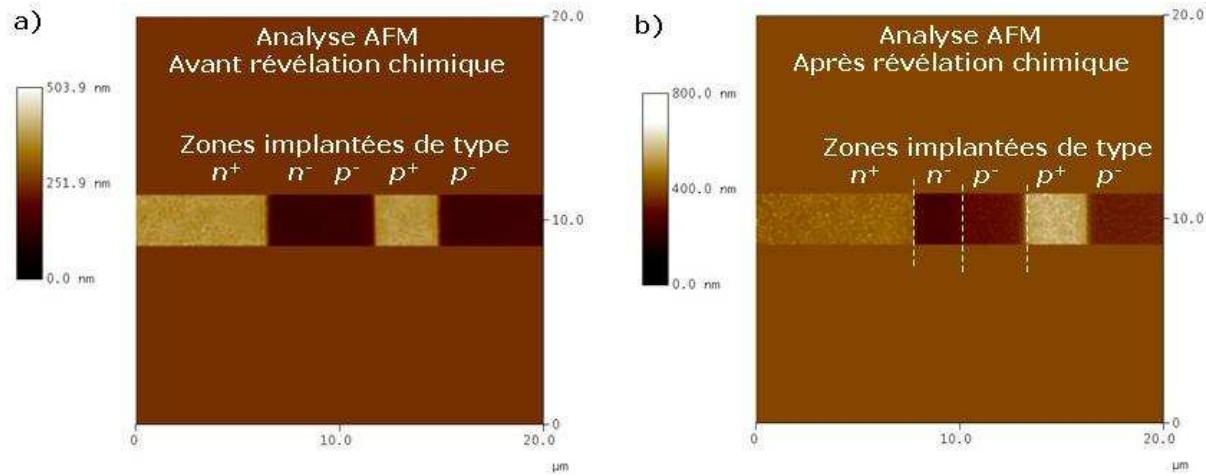 a)
Analyse AFM
Avant révélation chimique
503.9 nm
251.9 nm
0.0 nm
Zones implantées de type
n⁺ n⁻ p⁻ p⁺ p⁻
20.0
10.0
0
0 10.0 20.0
µm
b)
Analyse AFM
Après révélation chimique
800.0 nm
400.0 nm
0.0 nm
Zones implantées de type
n⁺ n⁻ p⁻ p⁺ p⁻
20.0
10.0
0
0 10.0 20.0
µm